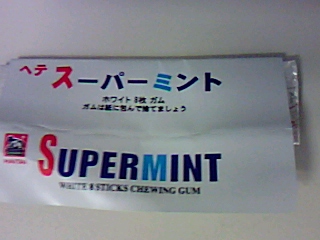 ヘテ スーパーミント
ホワイト 8枚 ガム
ガムは紙に包んで捨てましょう
SUPERMINT
WHITE 8 STICKS CHEWING GUM